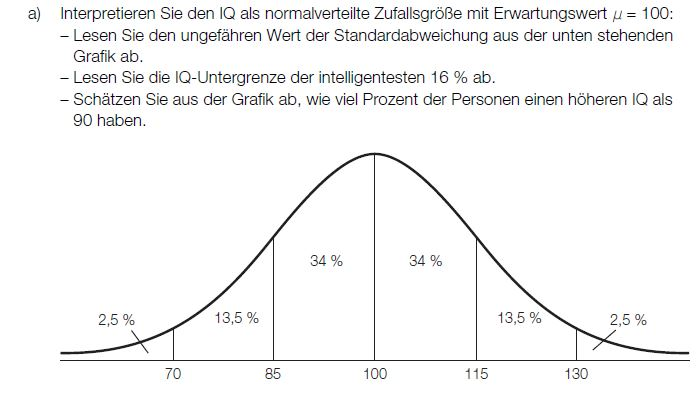 a) Interpretieren Sie den IQ als normalverteilte Zufallsgröße mit Erwartungswert μ = 100:
– Lesen Sie den ungefähren Wert der Standardabweichung aus der unten stehenden
Grafik ab.
– Lesen Sie die IQ-Untergrenze der intelligentesten 16 % ab.
– Schätzen Sie aus der Grafik ab, wie viel Prozent der Personen einen höheren IQ als
90 haben.
34 % 34 %
2,5 % 13,5 % 13,5 % 2,5 %
70 85 100 115 130